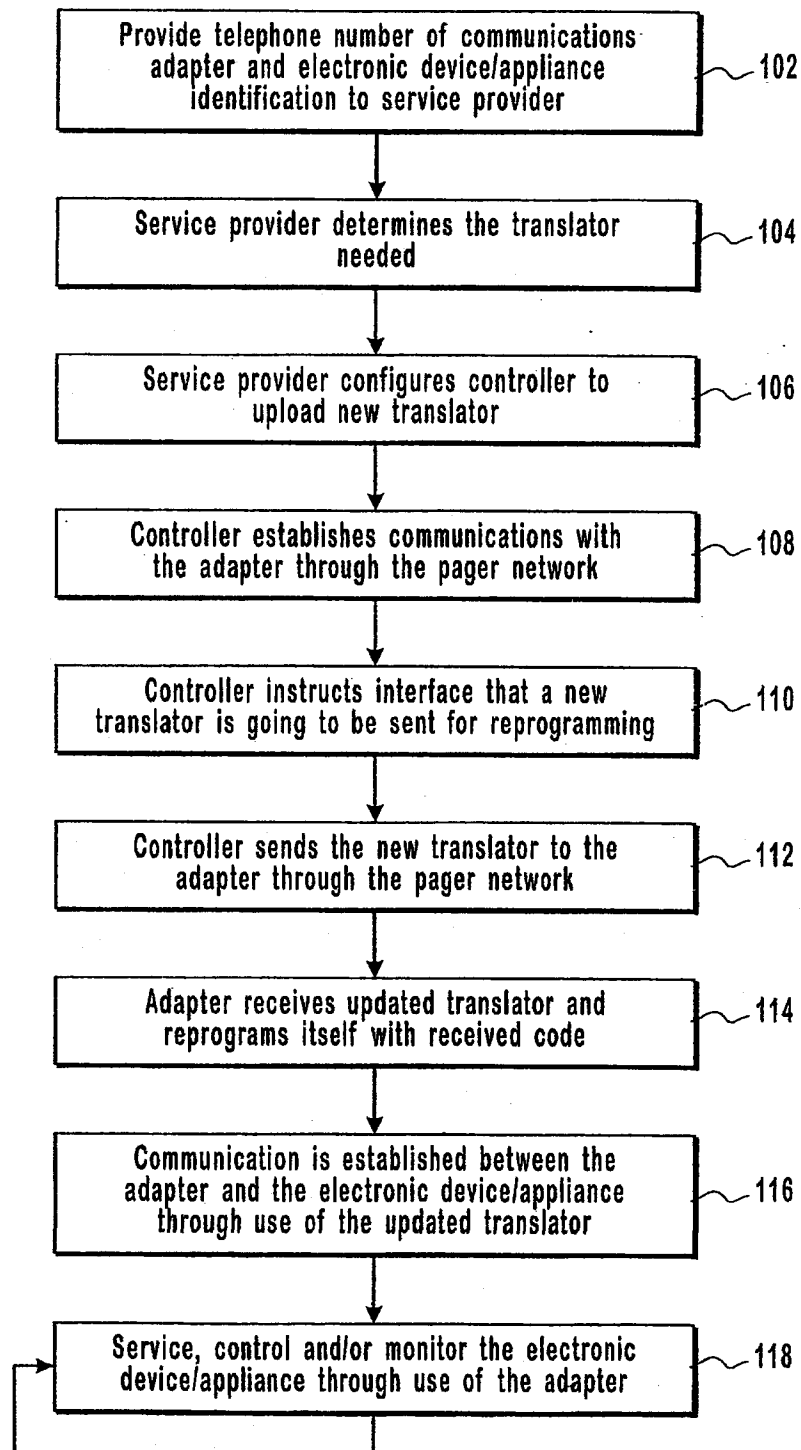 Provide telephone number of communications
adapter and electronic device/appliance
identification to service provider
102
Service provider determines the translator
needed
104
Service provider configures controller to
upload new translator
106
Controller establishes communications with
the adapter through the pager network
108
Controller instructs interface that a new
translator is going to be sent for reprogramming
110
Controller sends the new translator to the
adapter through the pager network
112
Adapter receives updated translator and
reprograms itself with received code
114
Communication is established between the
adapter and the electronic device/appliance
through use of the updated translator
116
Service, control and/or monitor the electronic
device/appliance through use of the adapter
118